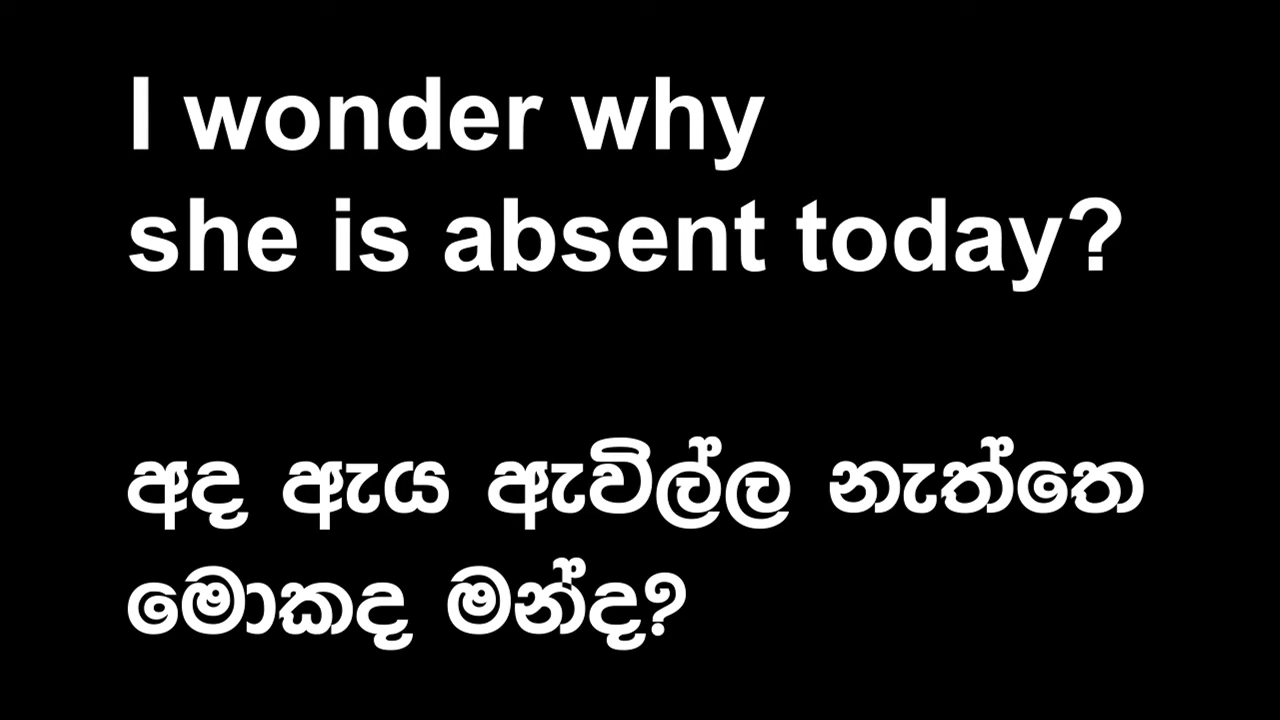 I wonder why
she is absent today?
අද ඇය ඇවිල්ල නැත්තෙ
මොකද මන්ද?